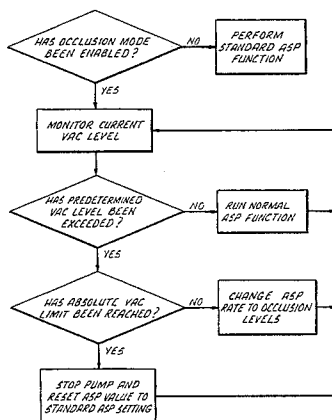 HAS OCCLUSION MODE
BEEN ENABLED?
NO
PERFORM
STANDARD ASP
FUNCTION
YES
MONITOR CURRENT
VAC LEVEL
HAS PREDETERMINED
VAC LEVEL BEEN
EXCEEDED?
NO
RUN NORMAL
ASP FUNCTION
YES
HAS ABSOLUTE VAC
LIMIT BEEN REACHED?
NO
CHANGE ASP
RATE TO OCCLUSION
LEVELS
YES
STOP PUMP AND
RESET ASP VALUE TO
STANDARD ASP SETTING